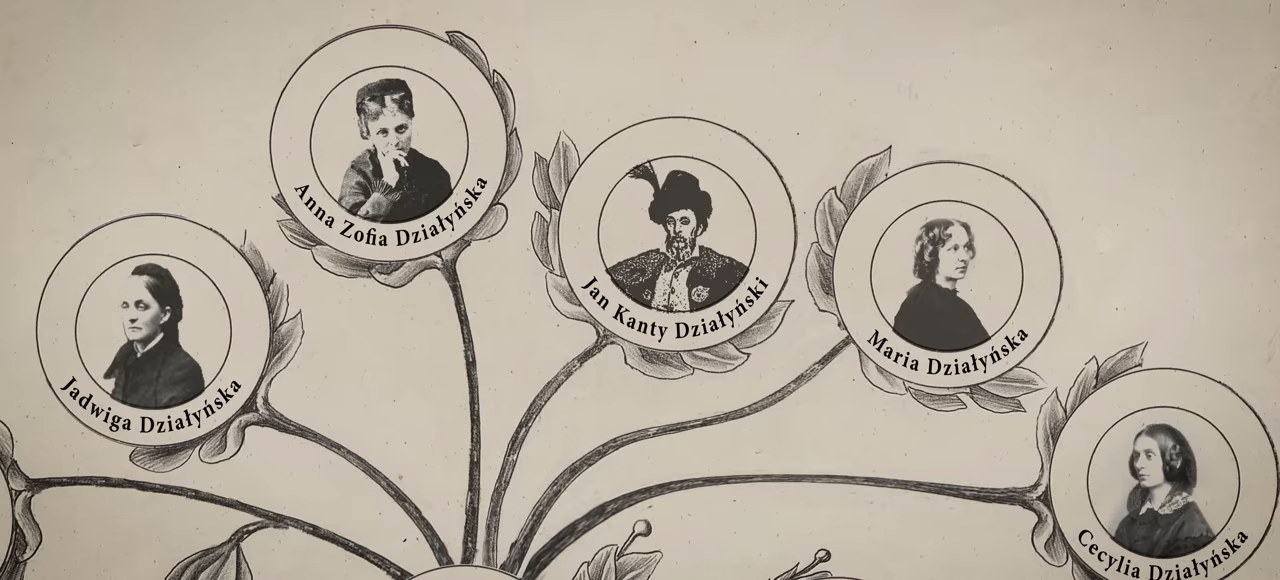 Anna Zofia Działyńska
Jan Kanty Działyński
Maria Działyńska
Jadwiga Działyńska
Cecylia Działyńska